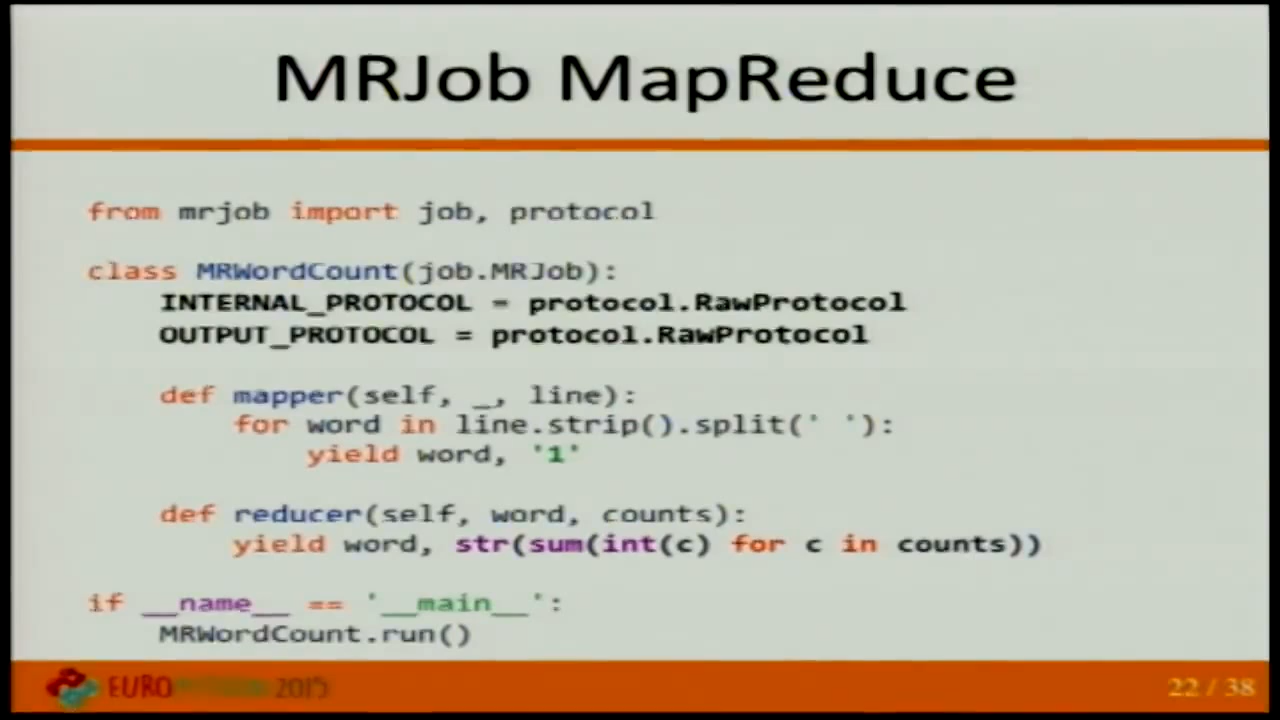 MRJob MapReduce
from mrjob import job, protocol
class MRWordCount(job.MRJob):
INTERNAL_PROTOCOL = protocol.RawProtocol
OUTPUT_PROTOCOL = protocol.RawProtocol
def mapper(self, _, line):
for word in line.strip().split(' '):
yield word, '1'
def reducer(self, word, counts):
yield word, str(sum(int(c) for c in counts))
if __name__ == '__main__':
MRWordCount.run()
EUROPYTHON 2015
22 / 38